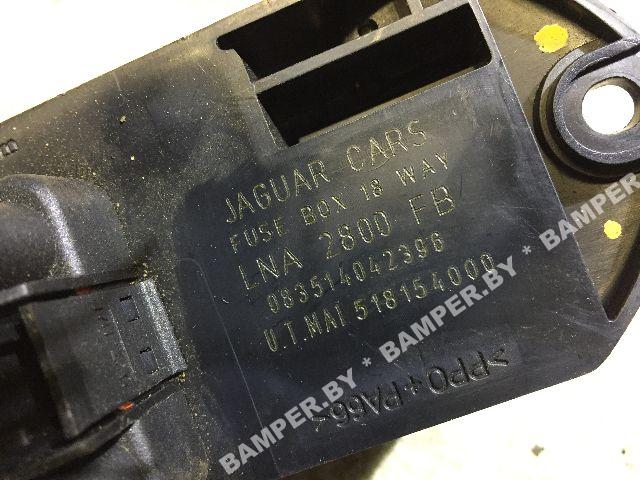 JAGUAR CARS
FUSE BOX 18 WAY
LNA 2800 FB
083514042396
U.T.MAI 518154000
>PPO+PA66<
BAMPER.BY * BAMPER.BY * BAMPER.BY